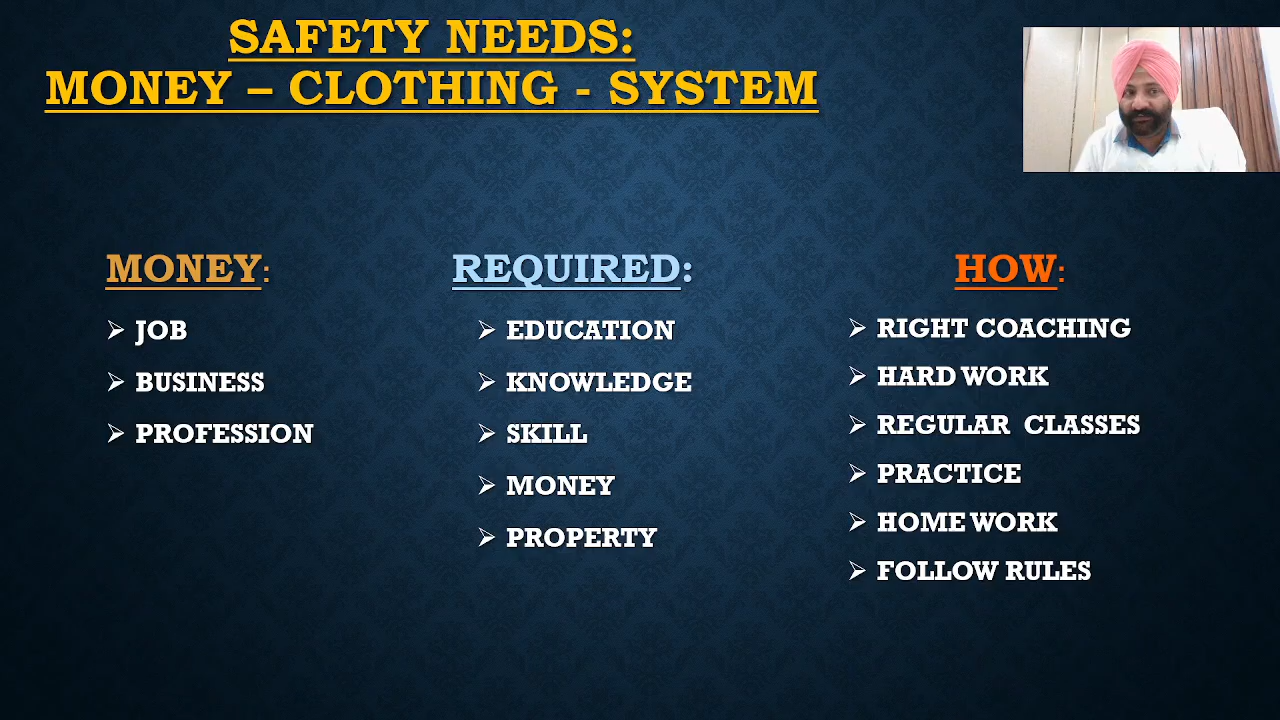 SAFETY NEEDS:
MONEY – CLOTHING - SYSTEM
MONEY:
➢ JOB
➢ BUSINESS
➢ PROFESSION
REQUIRED:
➢ EDUCATION
➢ KNOWLEDGE
➢ SKILL
➢ MONEY
➢ PROPERTY
HOW:
➢ RIGHT COACHING
➢ HARD WORK
➢ REGULAR CLASSES
➢ PRACTICE
➢ HOME WORK
➢ FOLLOW RULES